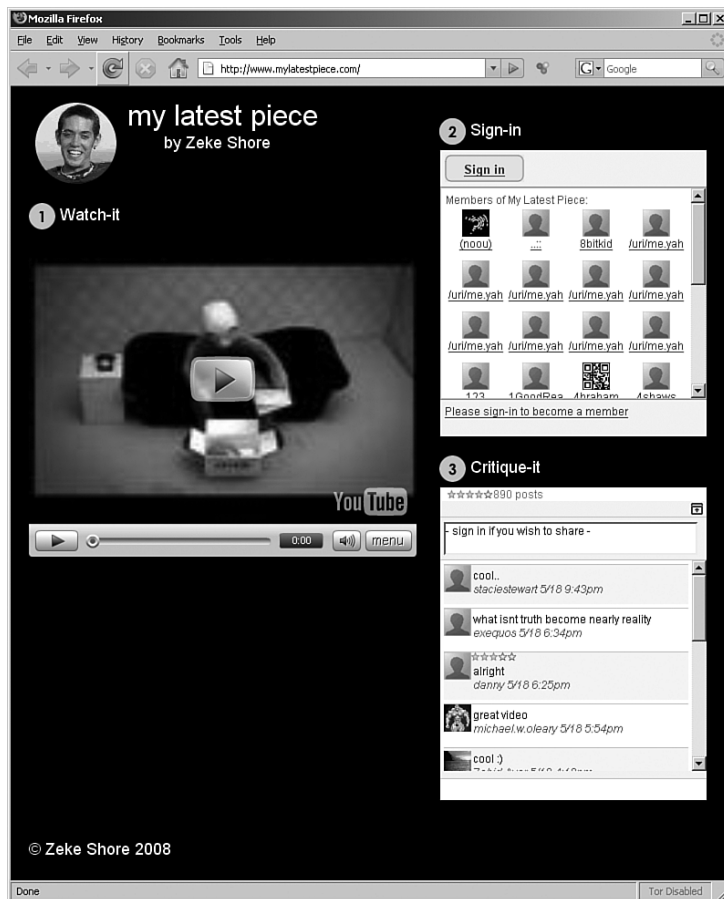 Mozilla Firefox
File Edit View History Bookmarks Tools Help
http://www.mylatestpiece.com/ G Google
my latest piece
by Zeke Shore
1 Watch-it
You Tube
0:00 menu
2 Sign-in
Sign in
Members of My Latest Piece:
(noou) ..:: 8bitkid /uri/me.yah
/uri/me.yah /uri/me.yah /uri/me.yah /uri/me.yah
/uri/me.yah /uri/me.yah /uri/me.yah /uri/me.yah
123 1GoodRea 4braham 4shaws
Please sign-in to become a member
3 Critique-it
☆☆☆☆☆890 posts
- sign in if you wish to share -
cool..
staciestewart 5/18 9:43pm
what isnt truth become nearly reality
exequos 5/18 6:34pm
☆☆☆☆☆
alright
danny 5/18 6:25pm
great video
michael.w.oleary 5/18 5:54pm
cool :)
© Zeke Shore 2008
Done Tor Disabled